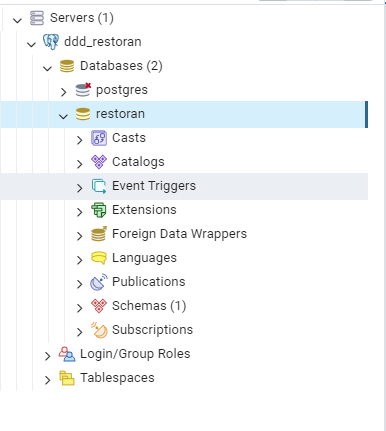 Servers (1)
ddd_restoran
Databases (2)
postgres
restoran
Casts
Catalogs
Event Triggers
Extensions
Foreign Data Wrappers
Languages
Publications
Schemas (1)
Subscriptions
Login/Group Roles
Tablespaces